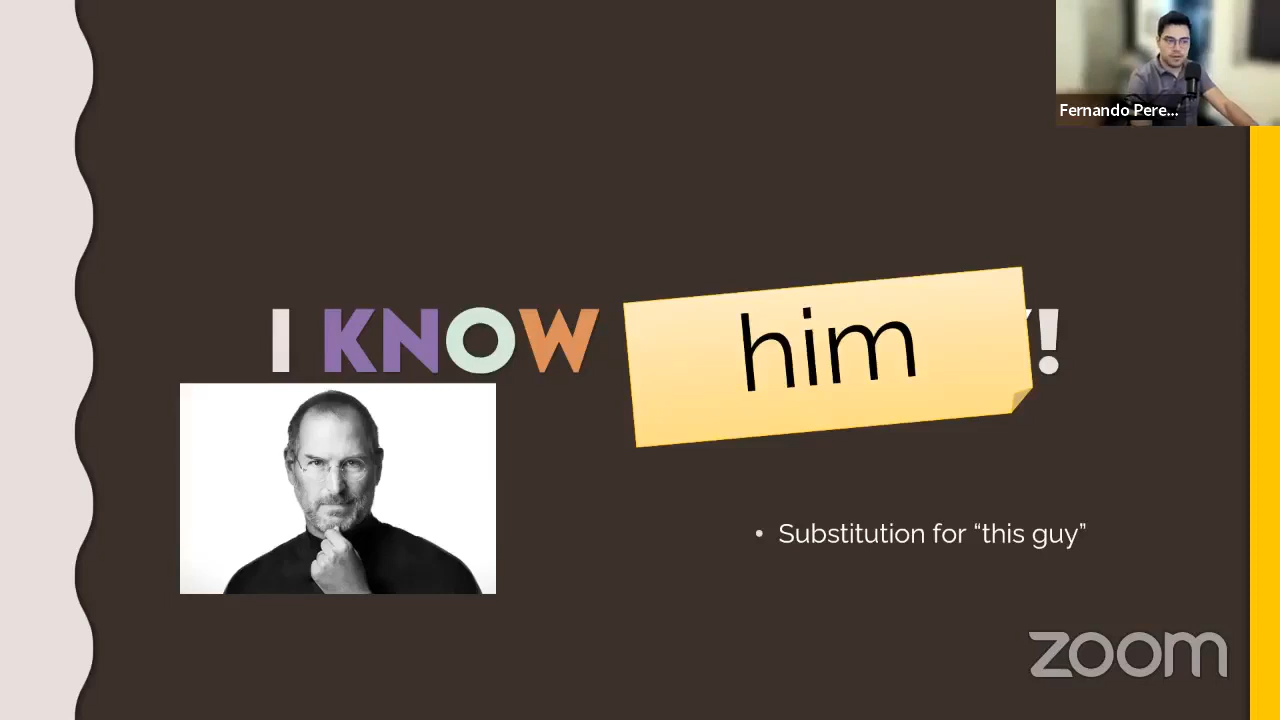 Fernando Pere...
I KNOW him !
• Substitution for “this guy”
zoom